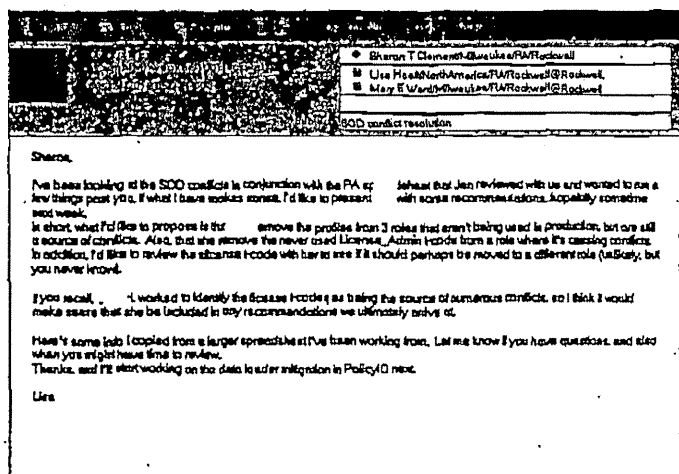 Sharon T Clement/Milwaukee/RA/Rockwell
Lisa Heal/NorthAmerica/RA/Rockwell@Rockwell,
Mary E Ward/Milwaukee/RA/Rockwell@Rockwell,
SOD conflict resolution
Sharon,
I've been looking at the SOD conflicts in conjunction with the PA sp that Jan reviewed with us and wanted to run a
few things past you. If what I have makes sense, I'd like to present with some recommendations, hopefully sometime
next week.
In short, what I'd like to propose is that remove the profiles from 3 roles that aren't being used in production, but are still
a source of conflicts. Also, that she remove the never used License_Admin t-code from a role where it's causing conflicts.
In addition, I'd like to review the license t-code with her to see if it should perhaps be moved to a different role (unlikely, but
you never know).
If you recall, I worked to identify the license t-codes as being the source of numerous conflicts, so I think it would
make sense that she be included in any recommendations we ultimately arrive at.
Here's some info I copied from a larger spreadsheet I've been working from. Let me know if you have questions, and also
when you might have time to review.
Thanks, and I'll start working on the data loader mitigation in PolicyIQ next.
Lisa